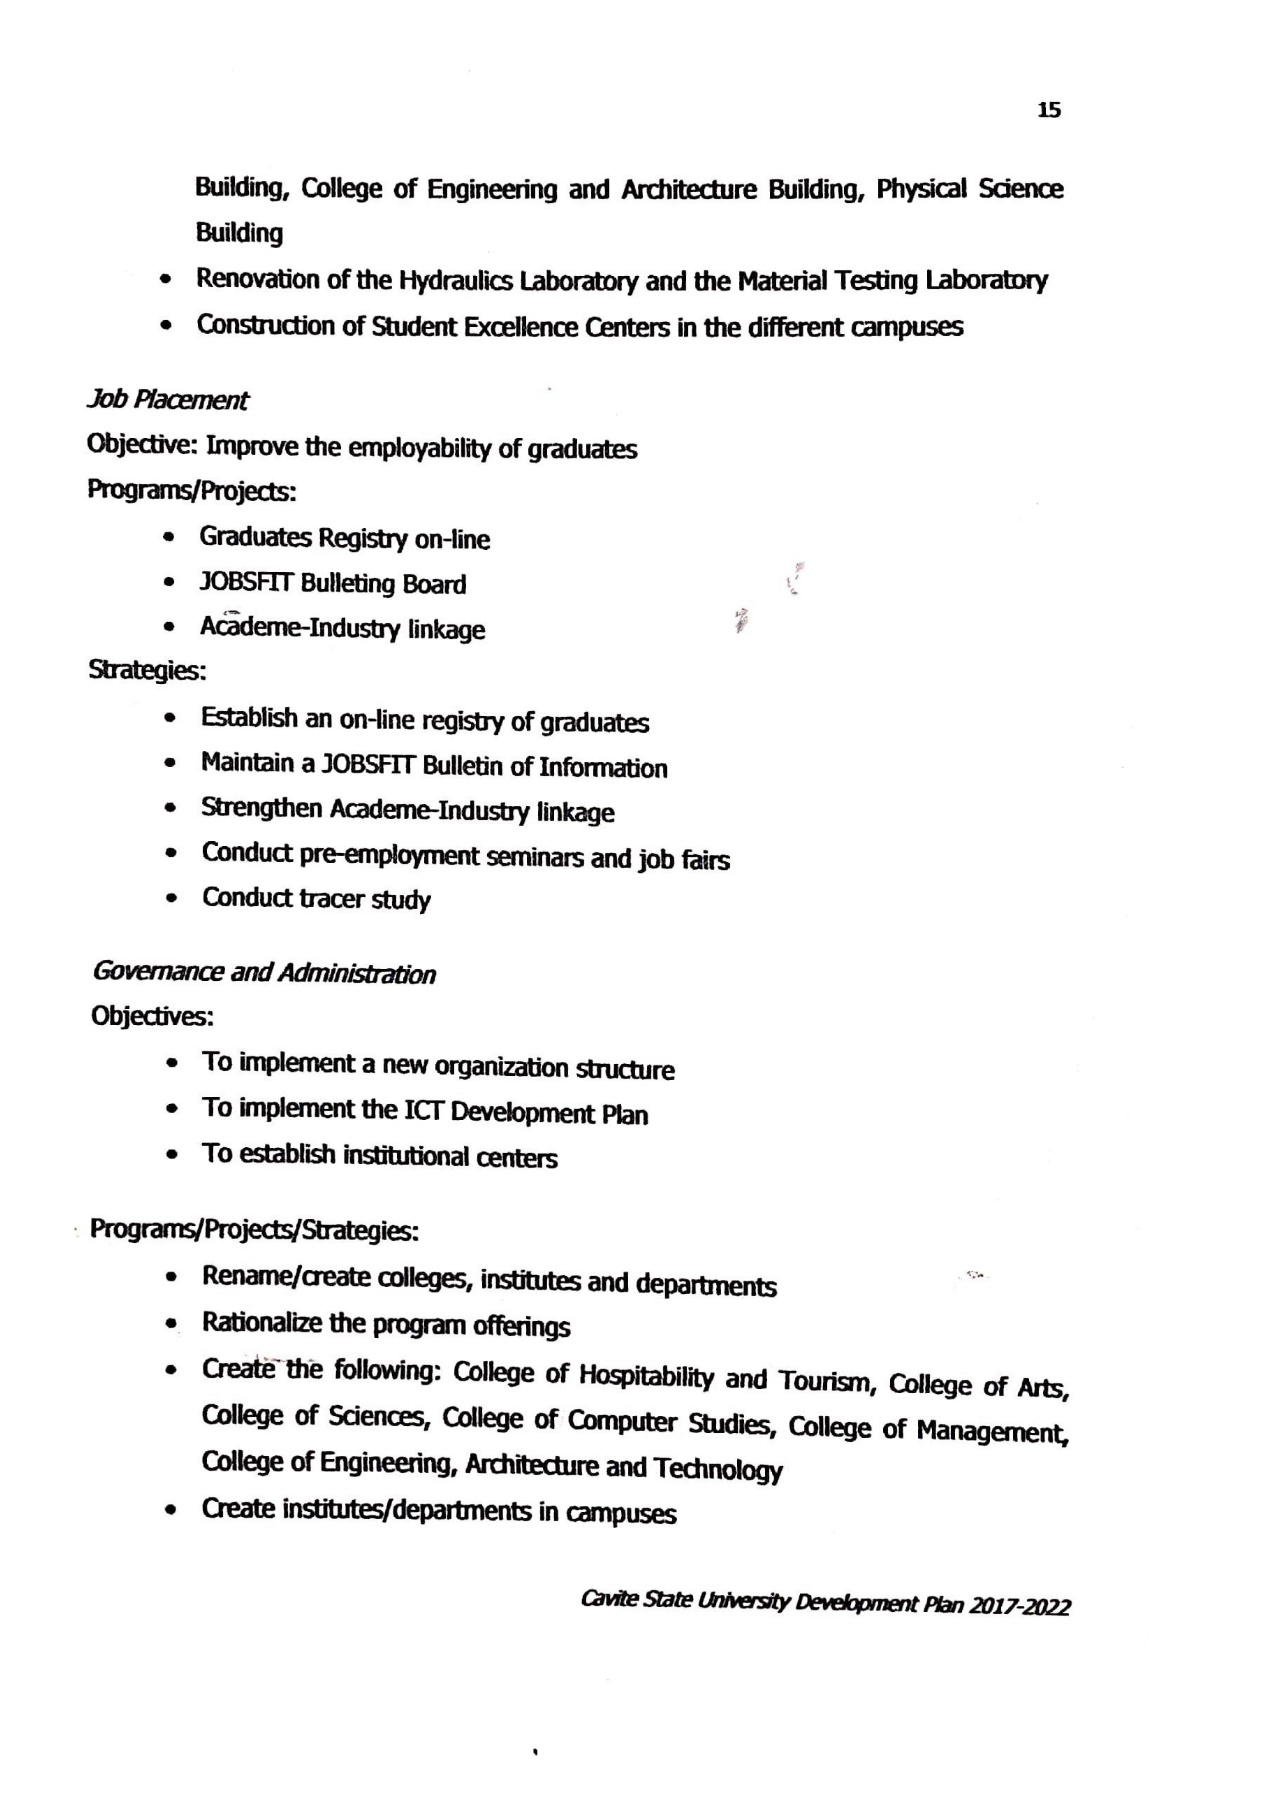 15
Building, College of Engineering and Architecture Building, Physical Science
Building
• Renovation of the Hydraulics Laboratory and the Material Testing Laboratory
• Construction of Student Excellence Centers in the different campuses
Job Placement
Objective: Improve the employability of graduates
Programs/Projects:
• Graduates Registry on-line
• JOBSFIT Bulleting Board
• Academe-Industry linkage
Strategies:
• Establish an on-line registry of graduates
• Maintain a JOBSFIT Bulletin of Information
• Strengthen Academe-Industry linkage
• Conduct pre-employment seminars and job fairs
• Conduct tracer study
Governance and Administration
Objectives:
• To implement a new organization structure
• To implement the ICT Development Plan
• To establish institutional centers
Programs/Projects/Strategies:
• Rename/create colleges, institutes and departments
• Rationalize the program offerings
• Create the following: College of Hospitability and Tourism, College of Arts,
College of Sciences, College of Computer Studies, College of Management,
College of Engineering, Architecture and Technology
• Create institutes/departments in campuses
Cavite State University Development Plan 2017-2022